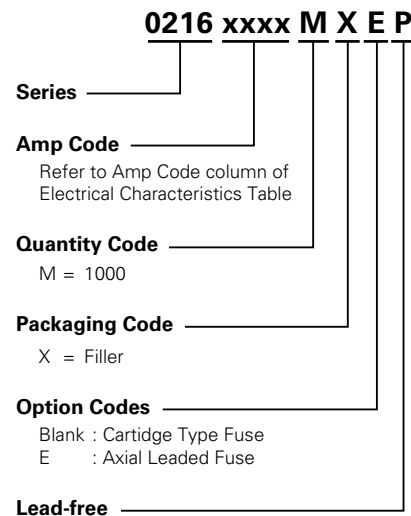 0216 xxxx M X E P
Series
Amp Code
Refer to Amp Code column of
Electrical Characteristics Table
Quantity Code
M = 1000
Packaging Code
X = Filler
Option Codes
Blank : Cartidge Type Fuse
E : Axial Leaded Fuse
Lead-free